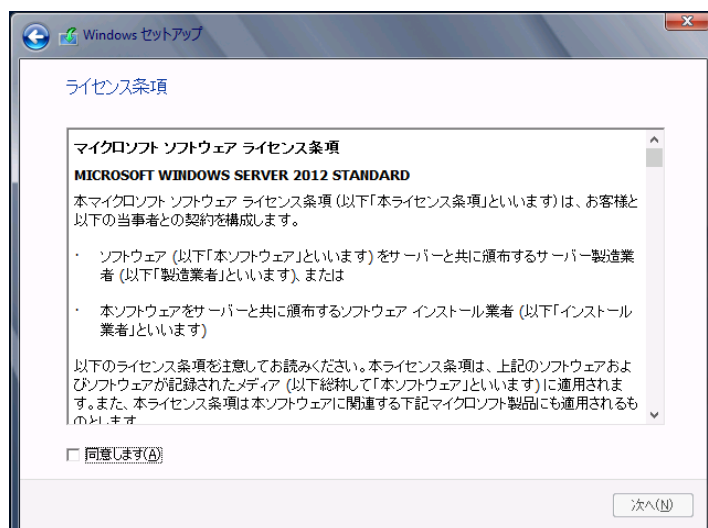 Windows セットアップ
ライセンス条項
マイクロソフト ソフトウェア ライセンス条項
MICROSOFT WINDOWS SERVER 2012 STANDARD
本マイクロソフト ソフトウェア ライセンス条項 (以下「本ライセンス条項」といいます) は、お客様と
以下の当事者との契約を構成します。
· ソフトウェア (以下「本ソフトウェア」といいます) をサーバーと共に頒布するサーバー製造業
者 (以下「製造業者」といいます)、または
· 本ソフトウェアをサーバーと共に頒布するソフトウェア インストール業者 (以下「インストール
業者」といいます)
以下のライセンス条項を注意してお読みください。本ライセンス条項は、上記のソフトウェアおよ
びソフトウェアが記録されたメディア (以下総称して「本ソフトウェア」といいます) に適用されま
す。また、本ライセンス条項は本ソフトウェアに関連する下記マイクロソフト製品にも適用されるも
のとします
同意します(A)
次へ(N)